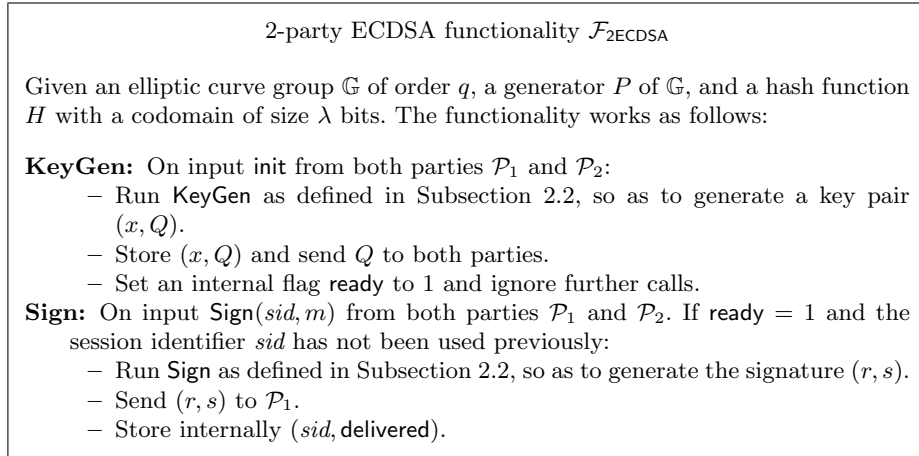 2-party ECDSA functionality 𝓕₂ECDSA
Given an elliptic curve group 𝔾 of order q, a generator P of 𝔾, and a hash function
H with a codomain of size λ bits. The functionality works as follows:
KeyGen: On input init from both parties 𝒫₁ and 𝒫₂:
– Run KeyGen as defined in Subsection 2.2, so as to generate a key pair
(x, Q).
– Store (x, Q) and send Q to both parties.
– Set an internal flag ready to 1 and ignore further calls.
Sign: On input Sign(sid, m) from both parties 𝒫₁ and 𝒫₂. If ready = 1 and the
session identifier sid has not been used previously:
– Run Sign as defined in Subsection 2.2, so as to generate the signature (r, s).
– Send (r, s) to 𝒫₁.
– Store internally (sid, delivered).